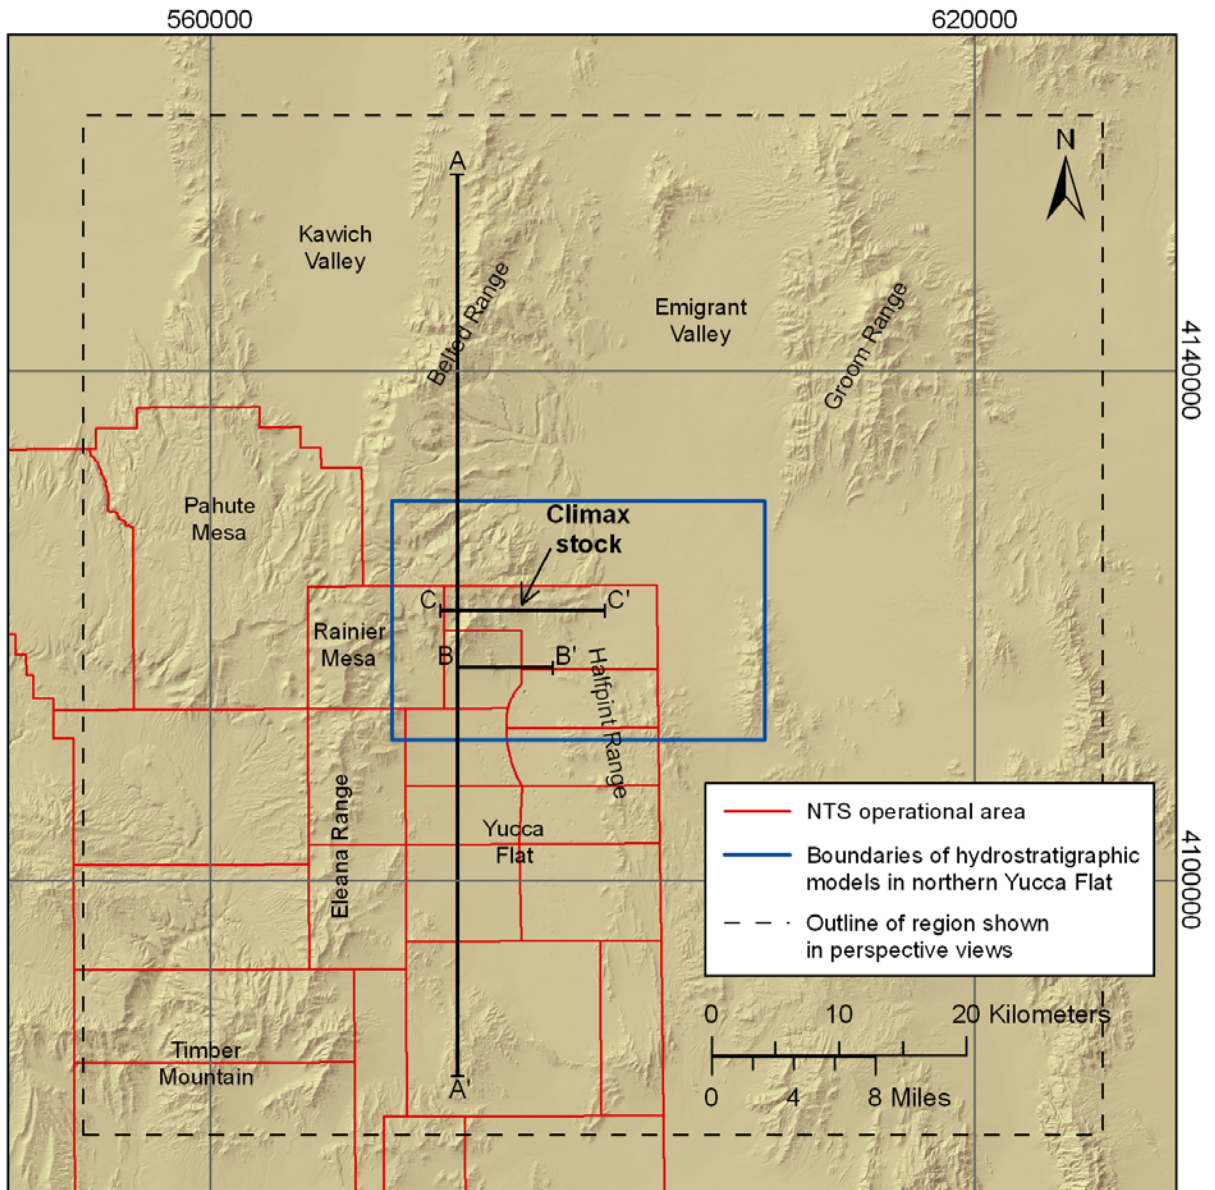 560000
620000
N
A
Kawich
Valley
Belted Range
Emigrant
Valley
Groom Range
4140000
Pahute
Mesa
Climax
stock
C
C'
Rainier
Mesa
B
B'
Halfpint Range
Eleana Range
Yucca
Flat
NTS operational area
Boundaries of hydrostratigraphic
models in northern Yucca Flat
Outline of region shown
in perspective views
4100000
0 10 20 Kilometers
0 4 8 Miles
Timber
Mountain
A'